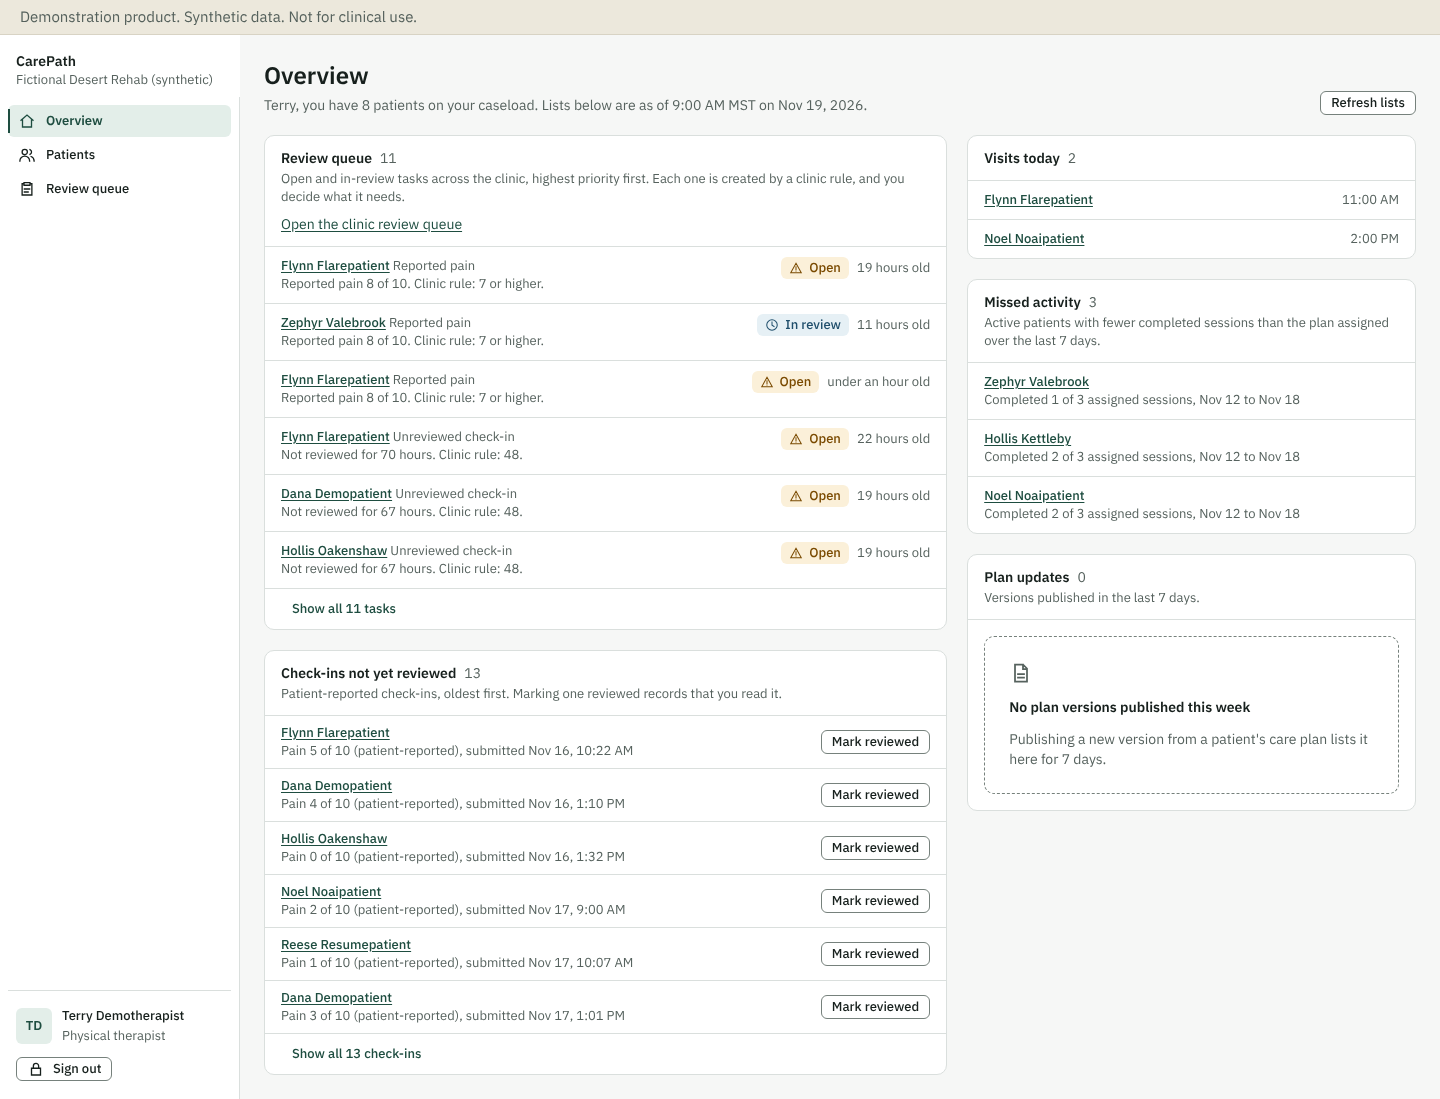 Demonstration product. Synthetic data. Not for clinical use.
CarePath
Fictional Desert Rehab (synthetic)
Overview
Patients
Review queue
Terry Demotherapist
TD
Physical therapist
Sign out
Overview
Terry, you have 8 patients on your caseload. Lists below are as of 9:00 AM MST on Nov 19, 2026.
Refresh lists
Review queue 11
Open and in-review tasks across the clinic, highest priority first. Each one is created by a clinic rule, and you
decide what it needs.
Open the clinic review queue
Flynn Flarepatient Reported pain
Reported pain 8 of 10. Clinic rule: 7 or higher.
Open 19 hours old
Zephyr Valebrook Reported pain
Reported pain 8 of 10. Clinic rule: 7 or higher.
In review 11 hours old
Flynn Flarepatient Reported pain
Reported pain 8 of 10. Clinic rule: 7 or higher.
Open under an hour old
Flynn Flarepatient Unreviewed check-in
Not reviewed for 70 hours. Clinic rule: 48.
Open 22 hours old
Dana Demopatient Unreviewed check-in
Not reviewed for 67 hours. Clinic rule: 48.
Open 19 hours old
Hollis Oakenshaw Unreviewed check-in
Not reviewed for 67 hours. Clinic rule: 48.
Open 19 hours old
Show all 11 tasks
Check-ins not yet reviewed 13
Patient-reported check-ins, oldest first. Marking one reviewed records that you read it.
Flynn Flarepatient
Pain 5 of 10 (patient-reported), submitted Nov 16, 10:22 AM
Mark reviewed
Dana Demopatient
Pain 4 of 10 (patient-reported), submitted Nov 16, 1:10 PM
Mark reviewed
Hollis Oakenshaw
Pain 0 of 10 (patient-reported), submitted Nov 16, 1:32 PM
Mark reviewed
Noel Noaipatient
Pain 2 of 10 (patient-reported), submitted Nov 17, 9:00 AM
Mark reviewed
Reese Resumepatient
Pain 1 of 10 (patient-reported), submitted Nov 17, 10:07 AM
Mark reviewed
Dana Demopatient
Pain 3 of 10 (patient-reported), submitted Nov 17, 1:01 PM
Mark reviewed
Show all 13 check-ins
Visits today 2
Flynn Flarepatient 11:00 AM
Noel Noaipatient 2:00 PM
Missed activity 3
Active patients with fewer completed sessions than the plan assigned
over the last 7 days.
Zephyr Valebrook
Completed 1 of 3 assigned sessions, Nov 12 to Nov 18
Hollis Kettleby
Completed 2 of 3 assigned sessions, Nov 12 to Nov 18
Noel Noaipatient
Completed 2 of 3 assigned sessions, Nov 12 to Nov 18
Plan updates 0
Versions published in the last 7 days.
No plan versions published this week
Publishing a new version from a patient's care plan lists it
here for 7 days.